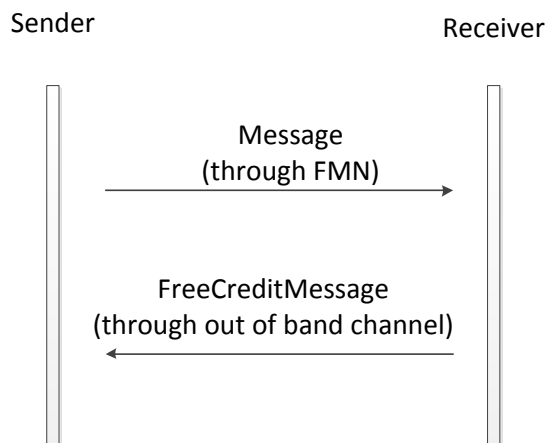 Sender
Receiver
Message
(through FMN)
FreeCreditMessage
(through out of band channel)